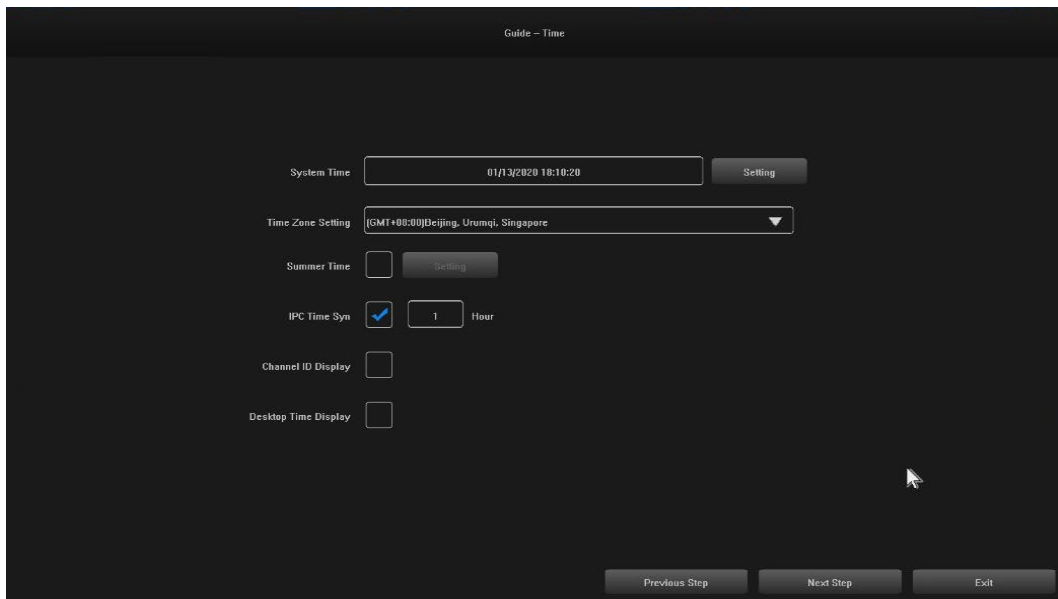 Guide – Time
System Time 01/13/2020 18:10:20 Setting
Time Zone Setting [GMT+08:00]Beijing, Urumqi, Singapore
Summer Time Setting
IPC Time Syn 1 Hour
Channel ID Display
Desktop Time Display
Previous Step Next Step Exit